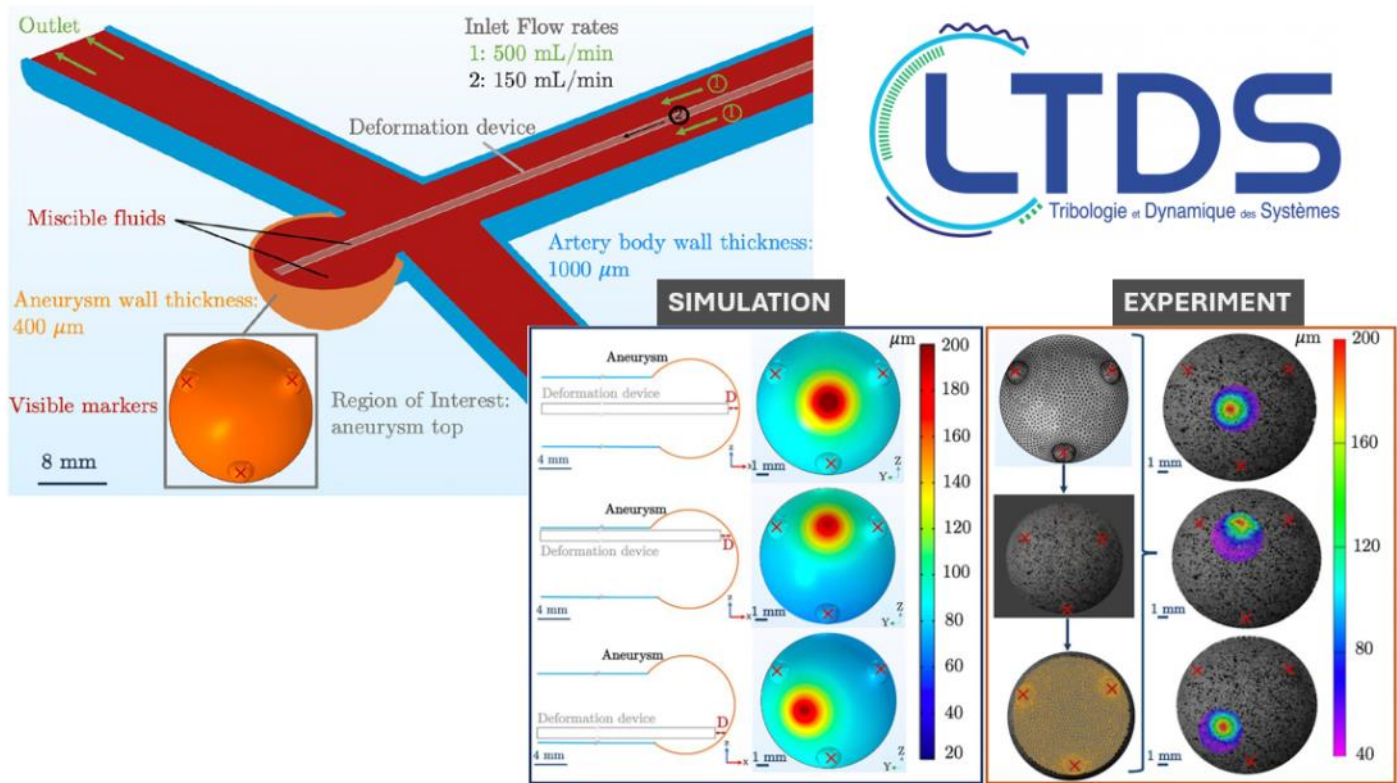 Outlet
Inlet Flow rates
1: 500 mL/min
2: 150 mL/min
1
1
2
Deformation device
Miscible fluids
Artery body wall thickness:
1000 µm
Aneurysm wall thickness:
400 µm
Visible markers
Region of Interest:
aneurysm top
8 mm
LTDS
Tribologie et Dynamique des Systèmes
SIMULATION
Aneurysm
Deformation device
D
4 mm
z
x
1 mm
Z
Y
Aneurysm
Deformation device
D
4 mm
z
x
1 mm
Z
Y
Aneurysm
Deformation device
D
4 mm
z
x
1 mm
Z
Y
µm
200
180
160
140
120
100
80
60
40
20
EXPERIMENT
1 mm
1 mm
1 mm
µm
200
160
120
80
40